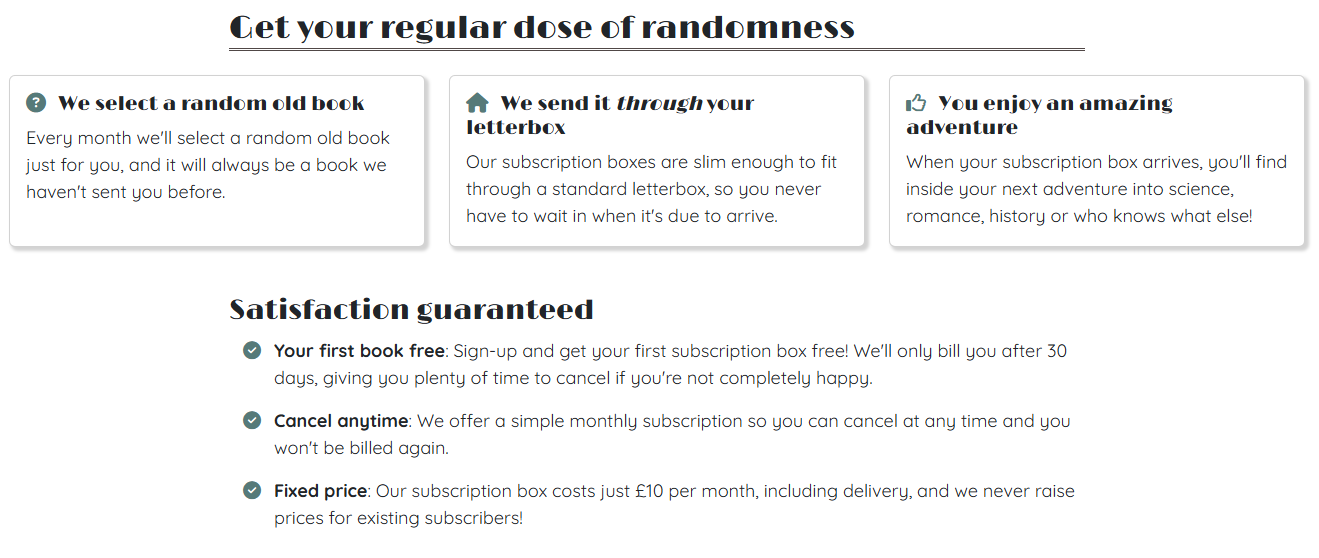 Get your regular dose of randomness
We select a random old book
Every month we'll select a random old book
just for you, and it will always be a book we
haven't sent you before.
We send it through your
letterbox
Our subscription boxes are slim enough to fit
through a standard letterbox, so you never
have to wait in when it's due to arrive.
You enjoy an amazing
adventure
When your subscription box arrives, you'll find
inside your next adventure into science,
romance, history or who knows what else!
Satisfaction guaranteed
Your first book free: Sign-up and get your first subscription box free! We'll only bill you after 30
days, giving you plenty of time to cancel if you're not completely happy.
Cancel anytime: We offer a simple monthly subscription so you can cancel at any time and you
won't be billed again.
Fixed price: Our subscription box costs just £10 per month, including delivery, and we never raise
prices for existing subscribers!